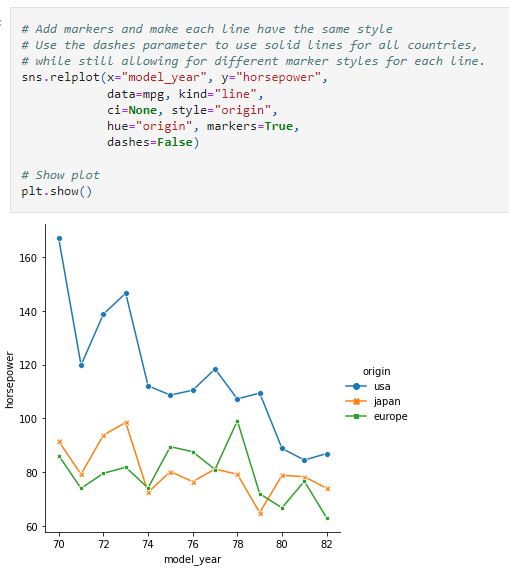 # Add markers and make each line have the same style
# Use the dashes parameter to use solid lines for all countries,
# while still allowing for different marker styles for each line.
sns.relplot(x="model_year", y="horsepower",
data=mpg, kind="line",
ci=None, style="origin",
hue="origin", markers=True,
dashes=False)
# Show plot
plt.show()
160
140
120
100
80
60
horsepower
70 72 74 76 78 80 82
model_year
origin
usa
japan
europe